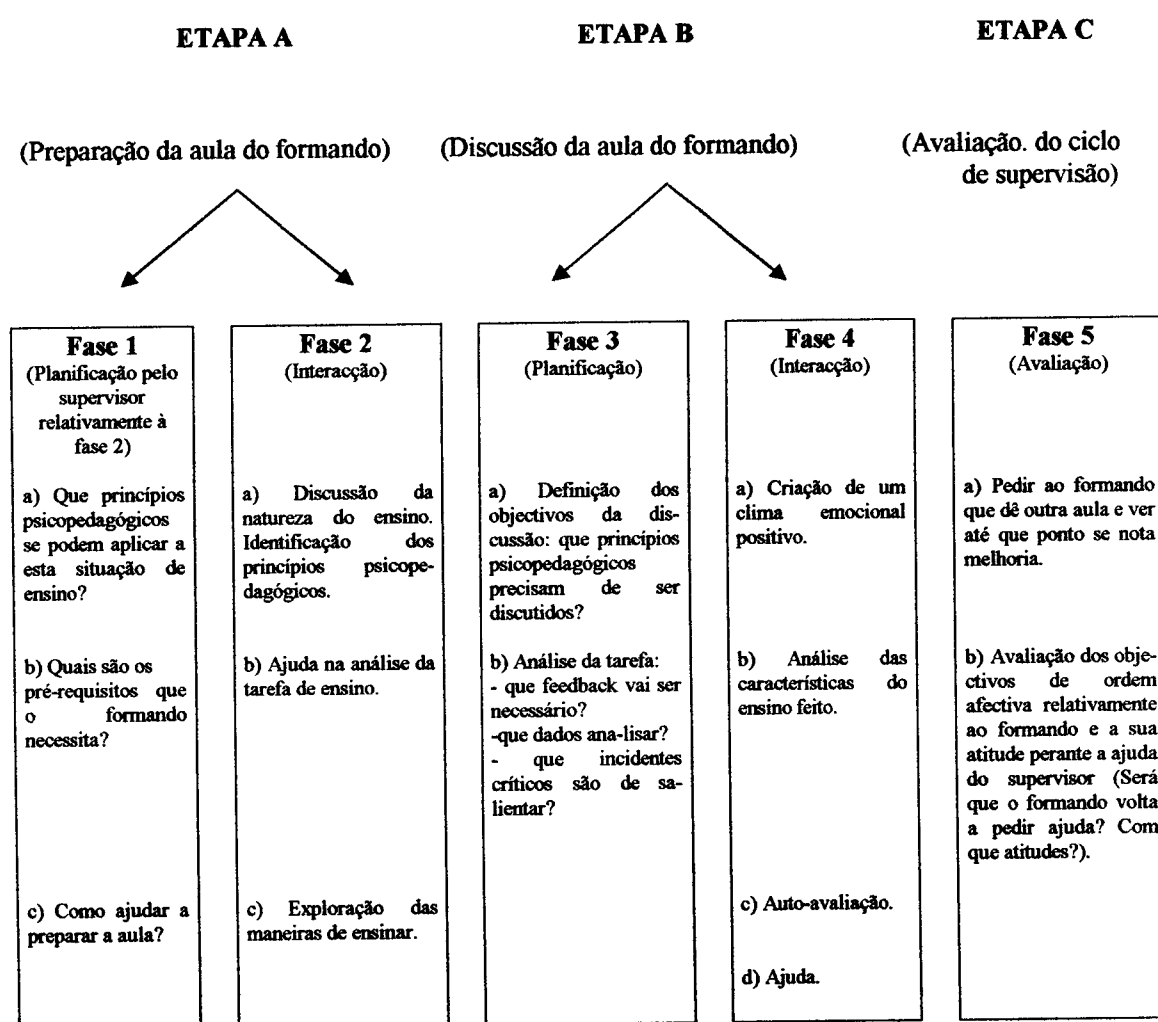 ETAPA A
ETAPA B
ETAPA C
(Preparação da aula do formando)
(Discussão da aula do formando)
(Avaliação. do ciclo
de supervisão)
Fase 1
(Planificação pelo
supervisor
relativamente à
fase 2)
a) Que princípios
psicopedagógicos
se podem aplicar a
esta situação de
ensino?
b) Quais são os
pré-requisitos que
o formando
necessita?
c) Como ajudar a
preparar a aula?
Fase 2
(Interacção)
a) Discussão da
natureza do ensino.
Identificação dos
princípios psicope-
dagógicos.
b) Ajuda na análise da
tarefa de ensino.
c) Exploração das
maneiras de ensinar.
Fase 3
(Planificação)
a) Definição dos
objectivos da dis-
cussão: que princípios
psicopedagógicos
precisam de ser
discutidos?
b) Análise da tarefa:
- que feedback vai ser
necessário?
-que dados ana-lisar?
- que incidentes
críticos são de sa-
lientar?
Fase 4
(Interacção)
a) Criação de um
clima emocional
positivo.
b) Análise das
características do
ensino feito.
c) Auto-avaliação.
d) Ajuda.
Fase 5
(Avaliação)
a) Pedir ao formando
que dê outra aula e ver
até que ponto se nota
melhoria.
b) Avaliação dos obje-
ctivos de ordem
afectiva relativamente
ao formando e a sua
atitude perante a ajuda
do supervisor (Será
que o formando volta
a pedir ajuda? Com
que atitudes?).